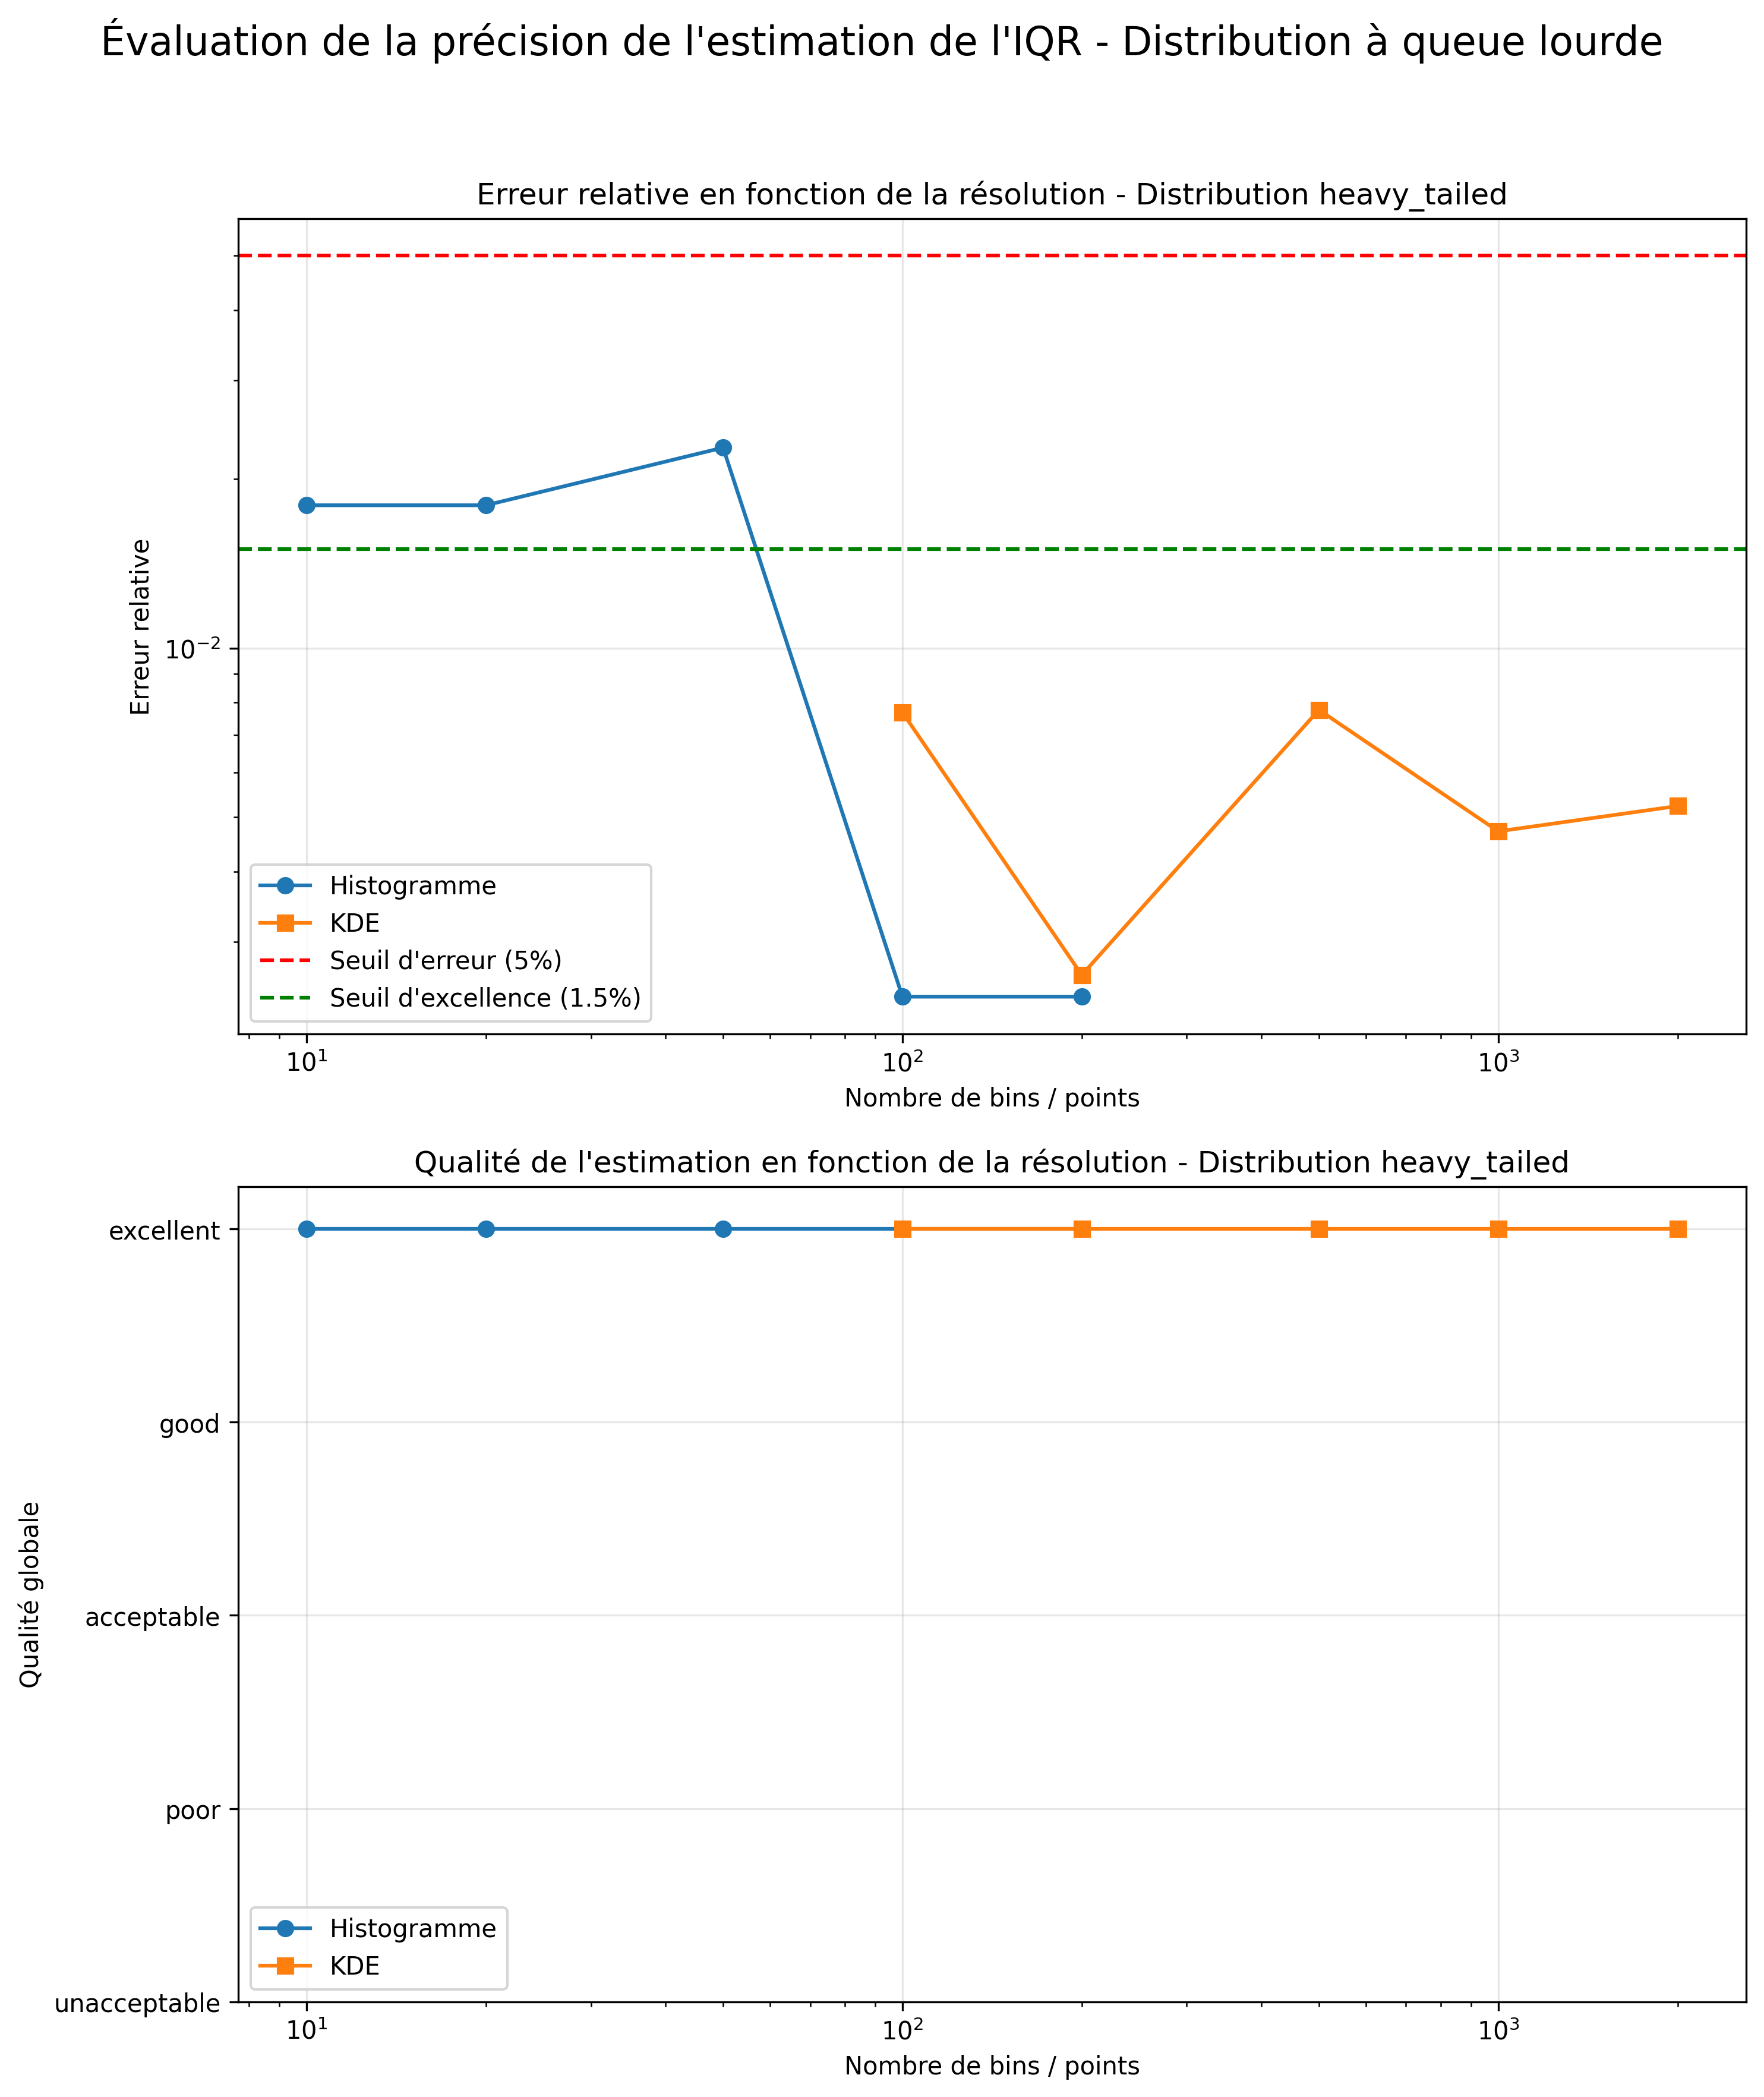 Évaluation de la précision de l'estimation de l'IQR - Distribution à queue lourde
Erreur relative en fonction de la résolution - Distribution heavy_tailed
Erreur relative
10⁻²
Histogramme
KDE
Seuil d'erreur (5%)
Seuil d'excellence (1.5%)
10¹
10²
10³
Nombre de bins / points
Qualité de l'estimation en fonction de la résolution - Distribution heavy_tailed
Qualité globale
excellent
good
acceptable
poor
unacceptable
Histogramme
KDE
10¹
10²
10³
Nombre de bins / points